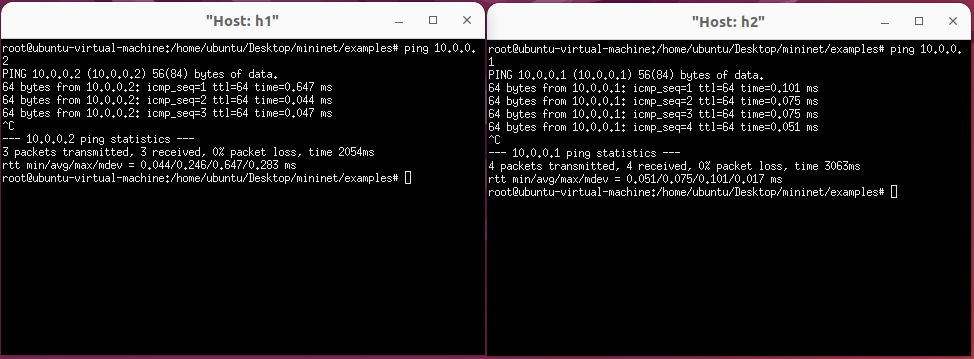 "Host: h1"
root@ubuntu-virtual-machine:/home/ubuntu/Desktop/mininet/examples# ping 10.0.0.
2
PING 10.0.0.2 (10.0.0.2) 56(84) bytes of data.
64 bytes from 10.0.0.2: icmp_seq=1 ttl=64 time=0.647 ms
64 bytes from 10.0.0.2: icmp_seq=2 ttl=64 time=0.044 ms
64 bytes from 10.0.0.2: icmp_seq=3 ttl=64 time=0.047 ms
^C
--- 10.0.0.2 ping statistics ---
3 packets transmitted, 3 received, 0% packet loss, time 2054ms
rtt min/avg/max/mdev = 0.044/0.246/0.647/0.283 ms
root@ubuntu-virtual-machine:/home/ubuntu/Desktop/mininet/examples#
"Host: h2"
root@ubuntu-virtual-machine:/home/ubuntu/Desktop/mininet/examples# ping 10.0.0.
1
PING 10.0.0.1 (10.0.0.1) 56(84) bytes of data.
64 bytes from 10.0.0.1: icmp_seq=1 ttl=64 time=0.101 ms
64 bytes from 10.0.0.1: icmp_seq=2 ttl=64 time=0.075 ms
64 bytes from 10.0.0.1: icmp_seq=3 ttl=64 time=0.075 ms
64 bytes from 10.0.0.1: icmp_seq=4 ttl=64 time=0.051 ms
^C
--- 10.0.0.1 ping statistics ---
4 packets transmitted, 4 received, 0% packet loss, time 3063ms
rtt min/avg/max/mdev = 0.051/0.075/0.101/0.017 ms
root@ubuntu-virtual-machine:/home/ubuntu/Desktop/mininet/examples#